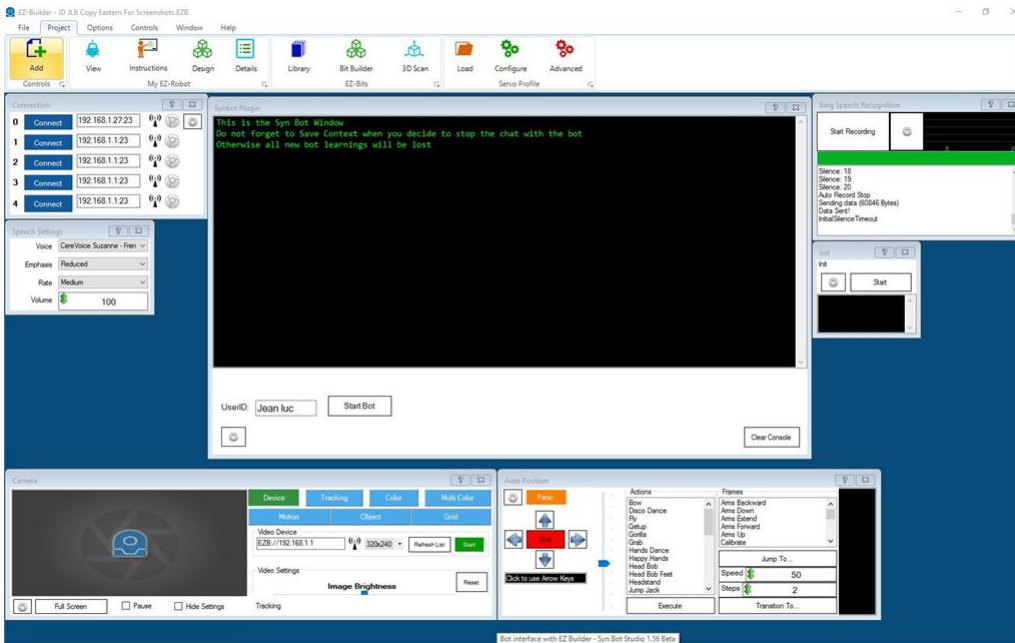 EZ-Builder - JD JLB Copy Eastern For Screenshots.EZB
File Project Options Controls Window Help
Add View Instructions Design Details Library Bit Builder 3D Scan Load Configure Advanced
Controls My EZ-Robot EZ-Bits Servo Profile
Connection
0 Connect 192.168.1.27:23
1 Connect 192.168.1.1:23
2 Connect 192.168.1.1:23
3 Connect 192.168.1.1:23
4 Connect 192.168.1.1:23
Speech Settings
Voice CereVoice Suzanne - Fren
Emphasis Reduced
Rate Medium
Volume 100
Synbot Plugin
This is the Syn Bot Window
Do not forget to Save Context when you decide to stop the chat with the bot
Otherwise all new bot learnings will be lost
UserID: Jean luc Start Bot
Clear Console
Bing Speech Recognition
Start Recording
Silence: 18
Silence: 19
Silence: 20
Auto Record Stop
Sending data (60846 Bytes)
Data Sent!
InitialSilenceTimeout
Init
Init
Start
Camera
Device Tracking Color Multi Color
Motion Object Grid
Video Device
EZB://192.168.1.1 320x240 Refresh List Start
Video Settings
Image Brightness Reset
Full Screen Pause Hide Settings Tracking
Auto Position
Panic
Stop
Click to use Arrow Keys
Actions
Bow
Disco Dance
Fly
Getup
Gorilla
Grab
Hands Dance
Happy Hands
Head Bob
Head Bob Feet
Headstand
Jump Jack
Execute
Frames
Arms Backward
Arms Down
Arms Extend
Arms Forward
Arms Up
Calibrate
Jump To...
Speed 50
Steps 2
Transition To...
Bot interface with EZ Builder - Syn Bot Studio 1.56 Beta